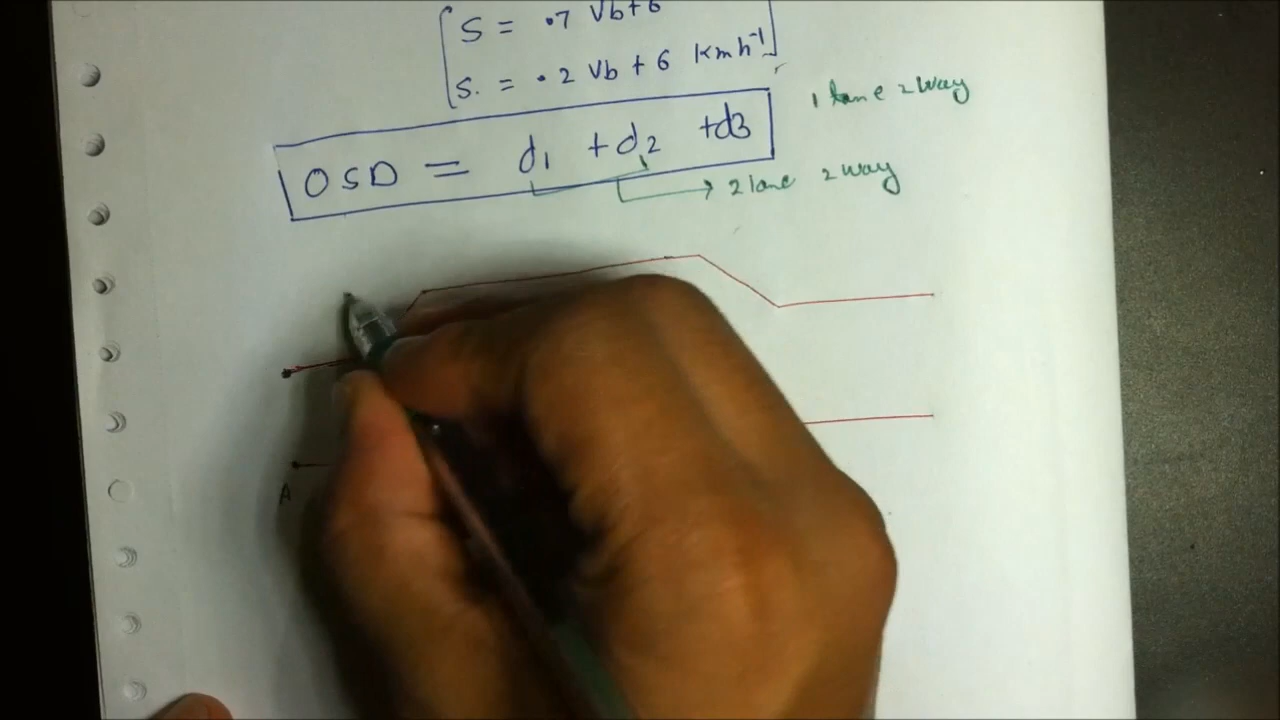 S = .7 Vb+6
S. = .2 Vb + 6 Kmh⁻¹
1 lane 2 way
OSD = d1 + d2 + d3
2 lane 2 way
A